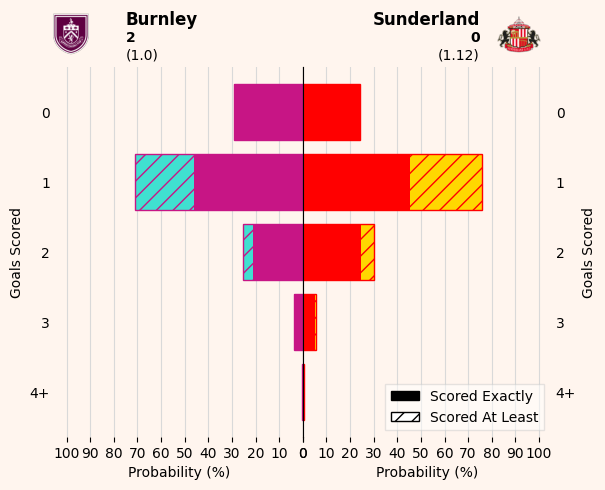 Burnley
2
(1.0)
Sunderland
0
(1.12)
Goals Scored
0
1
2
3
4+
0
1
2
3
4+
Goals Scored
Scored Exactly
Scored At Least
100 90 80 70 60 50 40 30 20 10 0
0 10 20 30 40 50 60 70 80 90 100
Probability (%)
Probability (%)